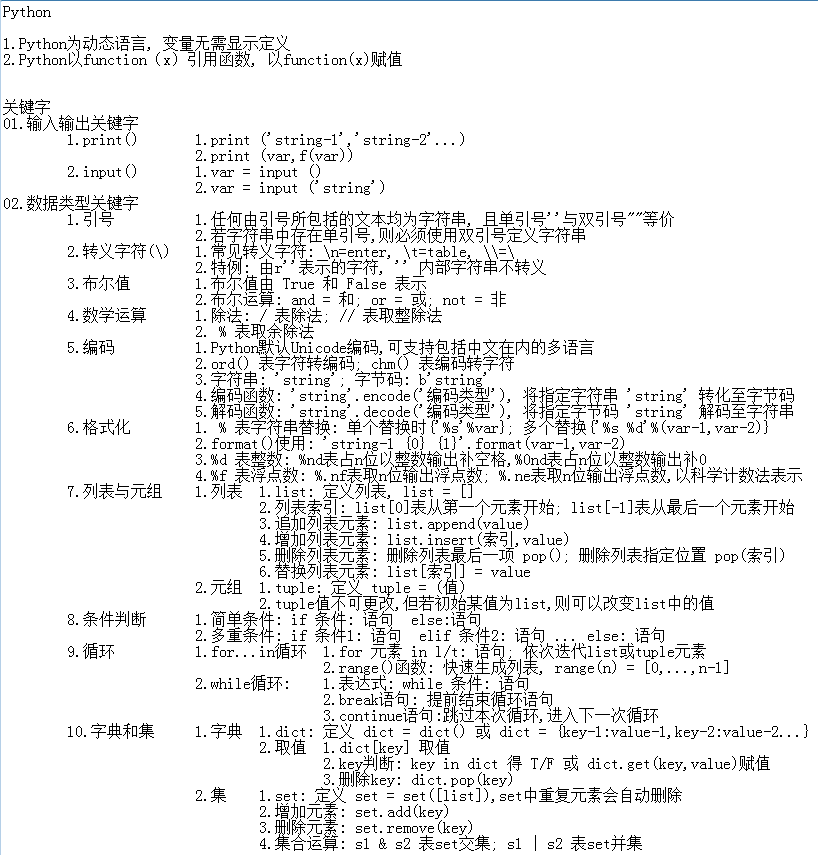 Python
1.Python为动态语言, 变量无需显示定义
2.Python以function (x) 引用函数, 以function(x)赋值
关键字
01.输入输出关键字
1.print() 1.print ('string-1','string-2'...)
2.print (var,f(var))
2.input() 1.var = input ()
2.var = input ('string')
02.数据类型关键字
1.引号 1.任何由引号所包括的文本均为字符串, 且单引号''与双引号""等价
2.若字符串中存在单引号,则必须使用双引号定义字符串
2.转义字符(\) 1.常见转义字符: \n=enter, \t=table, \\=\
2.特例: 由r''表示的字符, '' 内部字符串不转义
3.布尔值 1.布尔值由 True 和 False 表示
2.布尔运算: and = 和; or = 或; not = 非
4.数学运算 1.除法: / 表除法; // 表取整除法
2. % 表取余除法
5.编码 1.Python默认Unicode编码,可支持包括中文在内的多语言
2.ord() 表字符转编码; chm() 表编码转字符
3.字符串: 'string'; 字节码: b'string'
4.编码函数: 'string'.encode('编码类型'), 将指定字符串 'string' 转化至字节码
5.解码函数: 'string'.decode('编码类型'), 将指定字节码 'string' 解码至字符串
6.格式化 1. % 表字符串替换: 单个替换时{'%s'%var}; 多个替换{'%s %d'%(var-1,var-2)}
2.format()使用: 'string-1 {0} {1}'.format(var-1,var-2)
3.%d 表整数: %nd表占n位以整数输出补空格,%0nd表占n位以整数输出补0
4.%f 表浮点数: %.nf表取n位输出浮点数; %.ne表取n位输出浮点数,以科学计数法表示
7.列表与元组 1.列表 1.list: 定义列表, list = []
2.列表索引: list[0]表从第一个元素开始; list[-1]表从最后一个元素开始
3.追加列表元素: list.append(value)
4.增加列表元素: list.insert(索引,value)
5.删除列表元素: 删除列表最后一项 pop(); 删除列表指定位置 pop(索引)
6.替换列表元素: list[索引] = value
2.元组 1.tuple: 定义 tuple = (值)
2.tuple值不可更改,但若初始某值为list,则可以改变list中的值
8.条件判断 1.简单条件: if 条件: 语句 else:语句
2.多重条件: if 条件1: 语句 elif 条件2: 语句 ... else: 语句
9.循环 1.for...in循环 1.for 元素 in l/t: 语句; 依次迭代list或tuple元素
2.range()函数: 快速生成列表, range(n) = [0,...,n-1]
2.while循环: 1.表达式: while 条件: 语句
2.break语句: 提前结束循环语句
3.continue语句:跳过本次循环,进入下一次循环
10.字典和集 1.字典 1.dict: 定义 dict = dict() 或 dict = {key-1:value-1,key-2:value-2...}
2.取值 1.dict[key] 取值
2.key判断: key in dict 得 T/F 或 dict.get(key,value)赋值
3.删除key: dict.pop(key)
2.集 1.set: 定义 set = set([list]),set中重复元素会自动删除
2.增加元素: set.add(key)
3.删除元素: set.remove(key)
4.集合运算: s1 & s2 表set交集; s1 | s2 表set并集